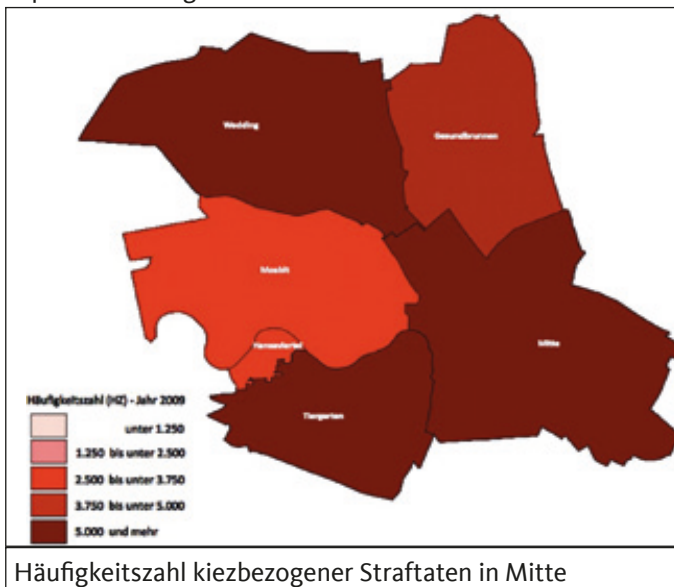 Wedding
Gesundbrunnen
Moabit
Hansaviertel
Mitte
Tiergarten
Häufigkeitszahl (HZ) - Jahr 2009
unter 1.250
1.250 bis unter 2.500
2.500 bis unter 3.750
3.750 bis unter 5.000
5.000 und mehr
Häufigkeitszahl kiezbezogener Straftaten in Mitte